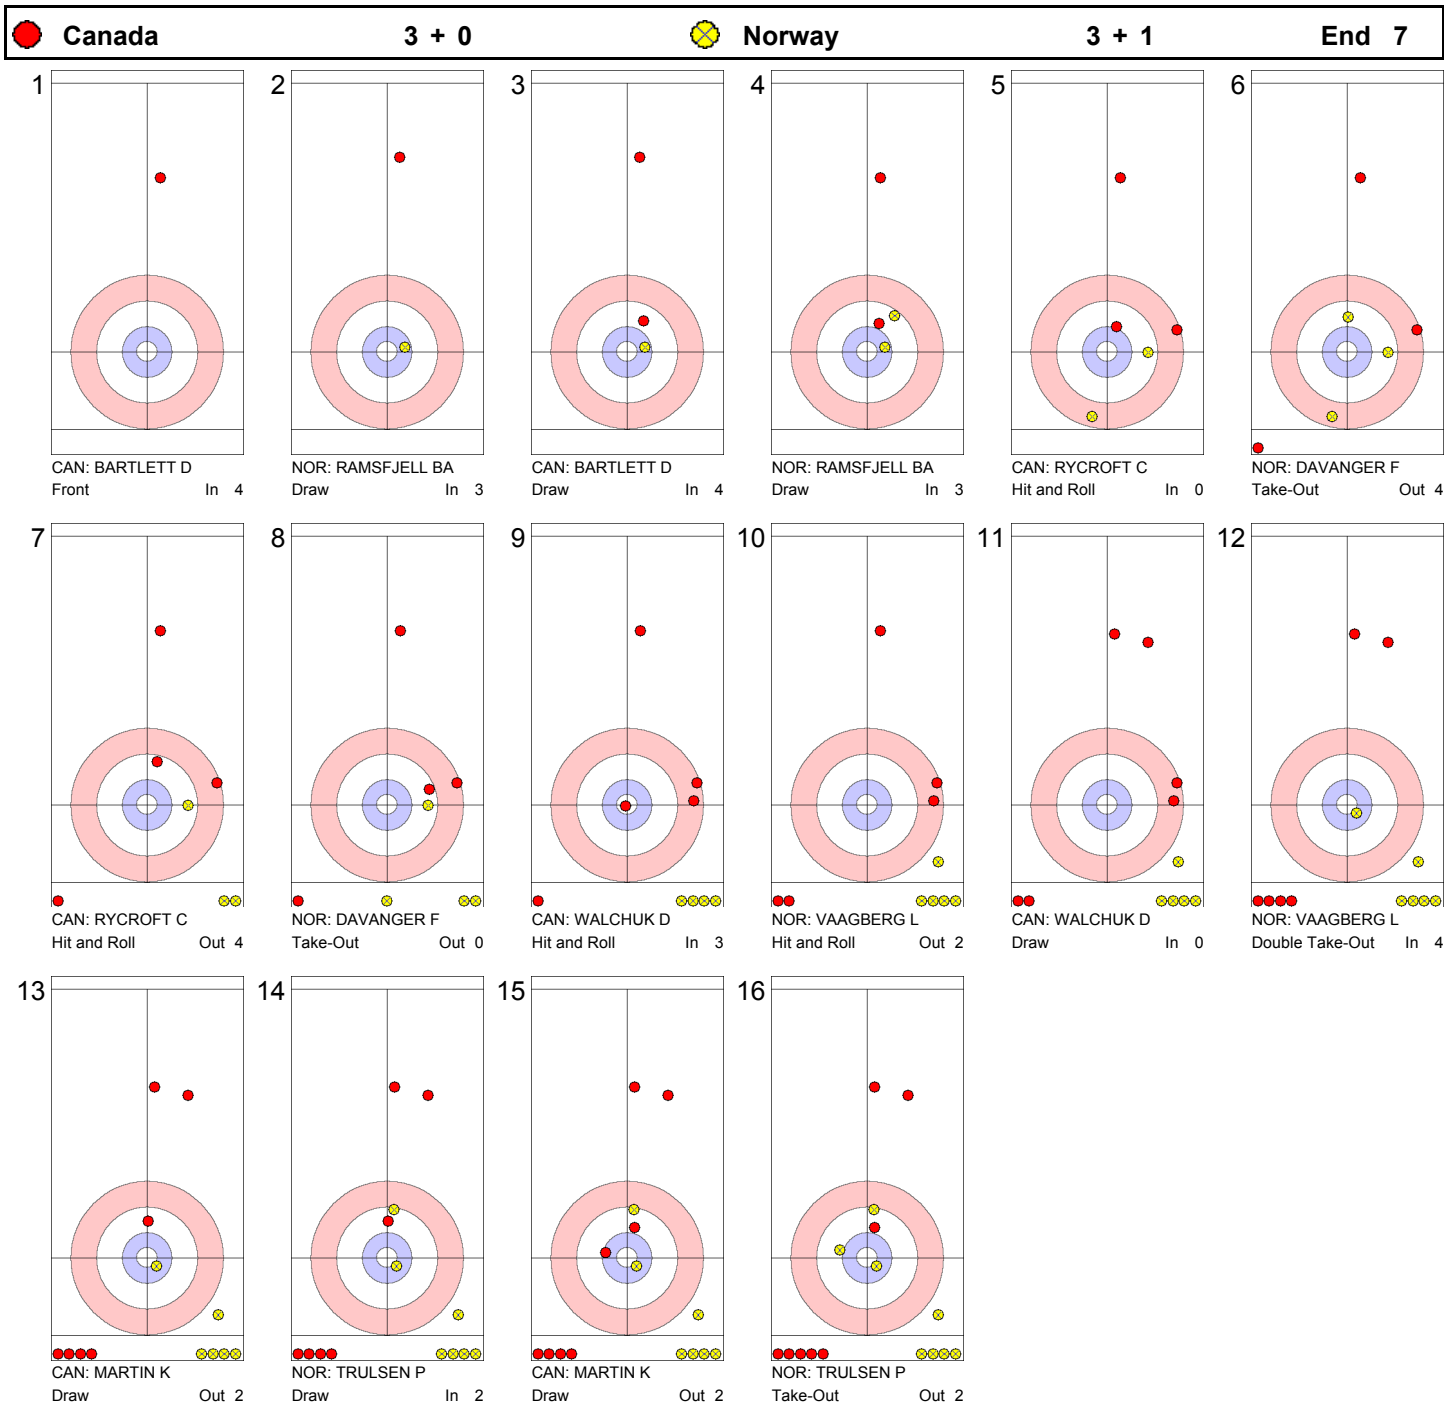 Canada 3 + 0 Norway 3 + 1 End 7
1 2 3 4 5 6
CAN: BARTLETT D NOR: RAMSFJELL BA CAN: BARTLETT D NOR: RAMSFJELL BA CAN: RYCROFT C NOR: DAVANGER F
Front In 4 Draw In 3 Draw In 4 Draw In 3 Hit and Roll In 0 Take-Out Out 4
7 8 9 10 11 12
CAN: RYCROFT C NOR: DAVANGER F CAN: WALCHUK D NOR: VAAGBERG L CAN: WALCHUK D NOR: VAAGBERG L
Hit and Roll Out 4 Take-Out Out 0 Hit and Roll In 3 Hit and Roll Out 2 Draw In 0 Double Take-Out In 4
13 14 15 16
CAN: MARTIN K NOR: TRULSEN P CAN: MARTIN K NOR: TRULSEN P
Draw Out 2 Draw In 2 Draw Out 2 Take-Out Out 2